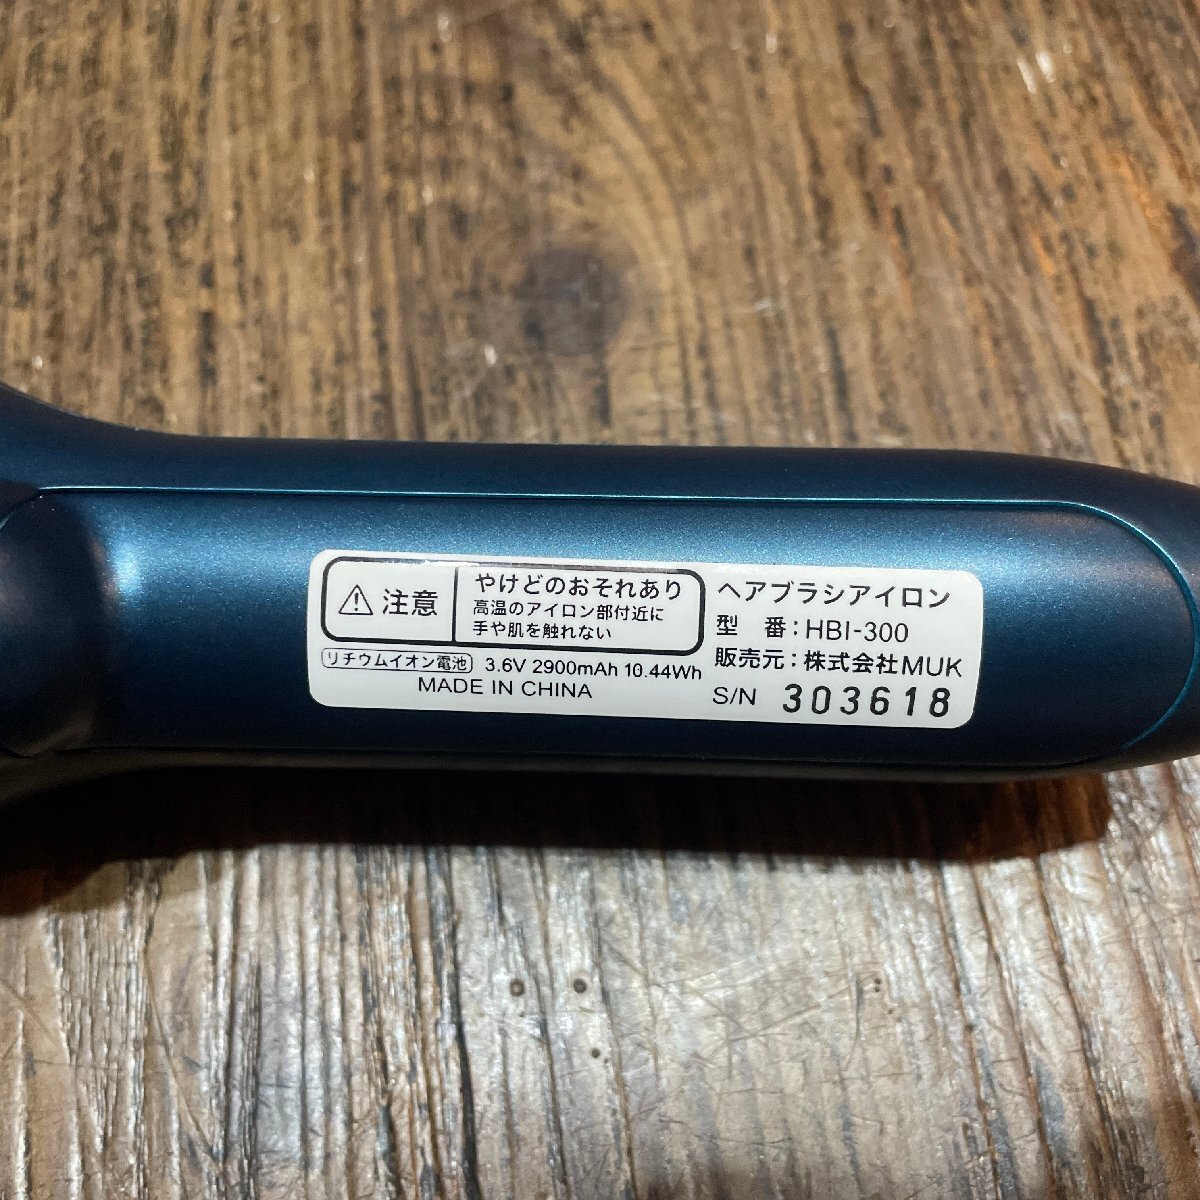 注意
やけどのおそれあり
高温のアイロン部付近に
手や肌を触れない
リチウムイオン電池 3.6V 2900mAh 10.44Wh
MADE IN CHINA
ヘアブラシアイロン
型 番:HBI-300
販売元:株式会社MUK
S/N 303618